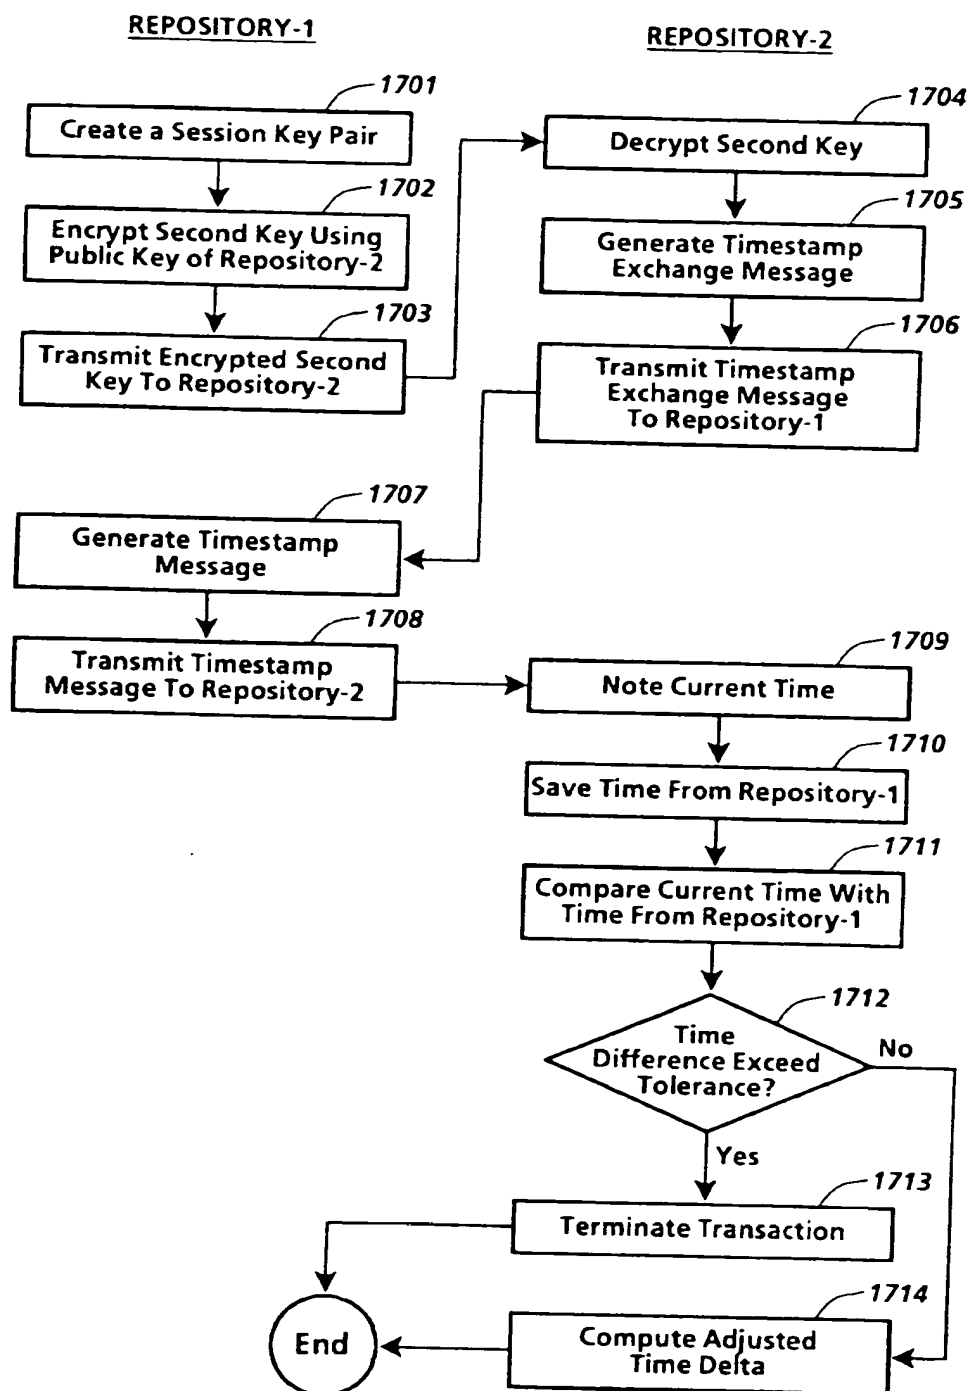 REPOSITORY-1
REPOSITORY-2
1701
Create a Session Key Pair
1702
Encrypt Second Key Using
Public Key of Repository-2
1703
Transmit Encrypted Second
Key To Repository-2
1704
Decrypt Second Key
1705
Generate Timestamp
Exchange Message
1706
Transmit Timestamp
Exchange Message
To Repository-1
1707
Generate Timestamp
Message
1708
Transmit Timestamp
Message To Repository-2
1709
Note Current Time
1710
Save Time From Repository-1
1711
Compare Current Time With
Time From Repository-1
1712
Time
Difference Exceed
Tolerance?
No
Yes
1713
Terminate Transaction
1714
Compute Adjusted
Time Delta
End